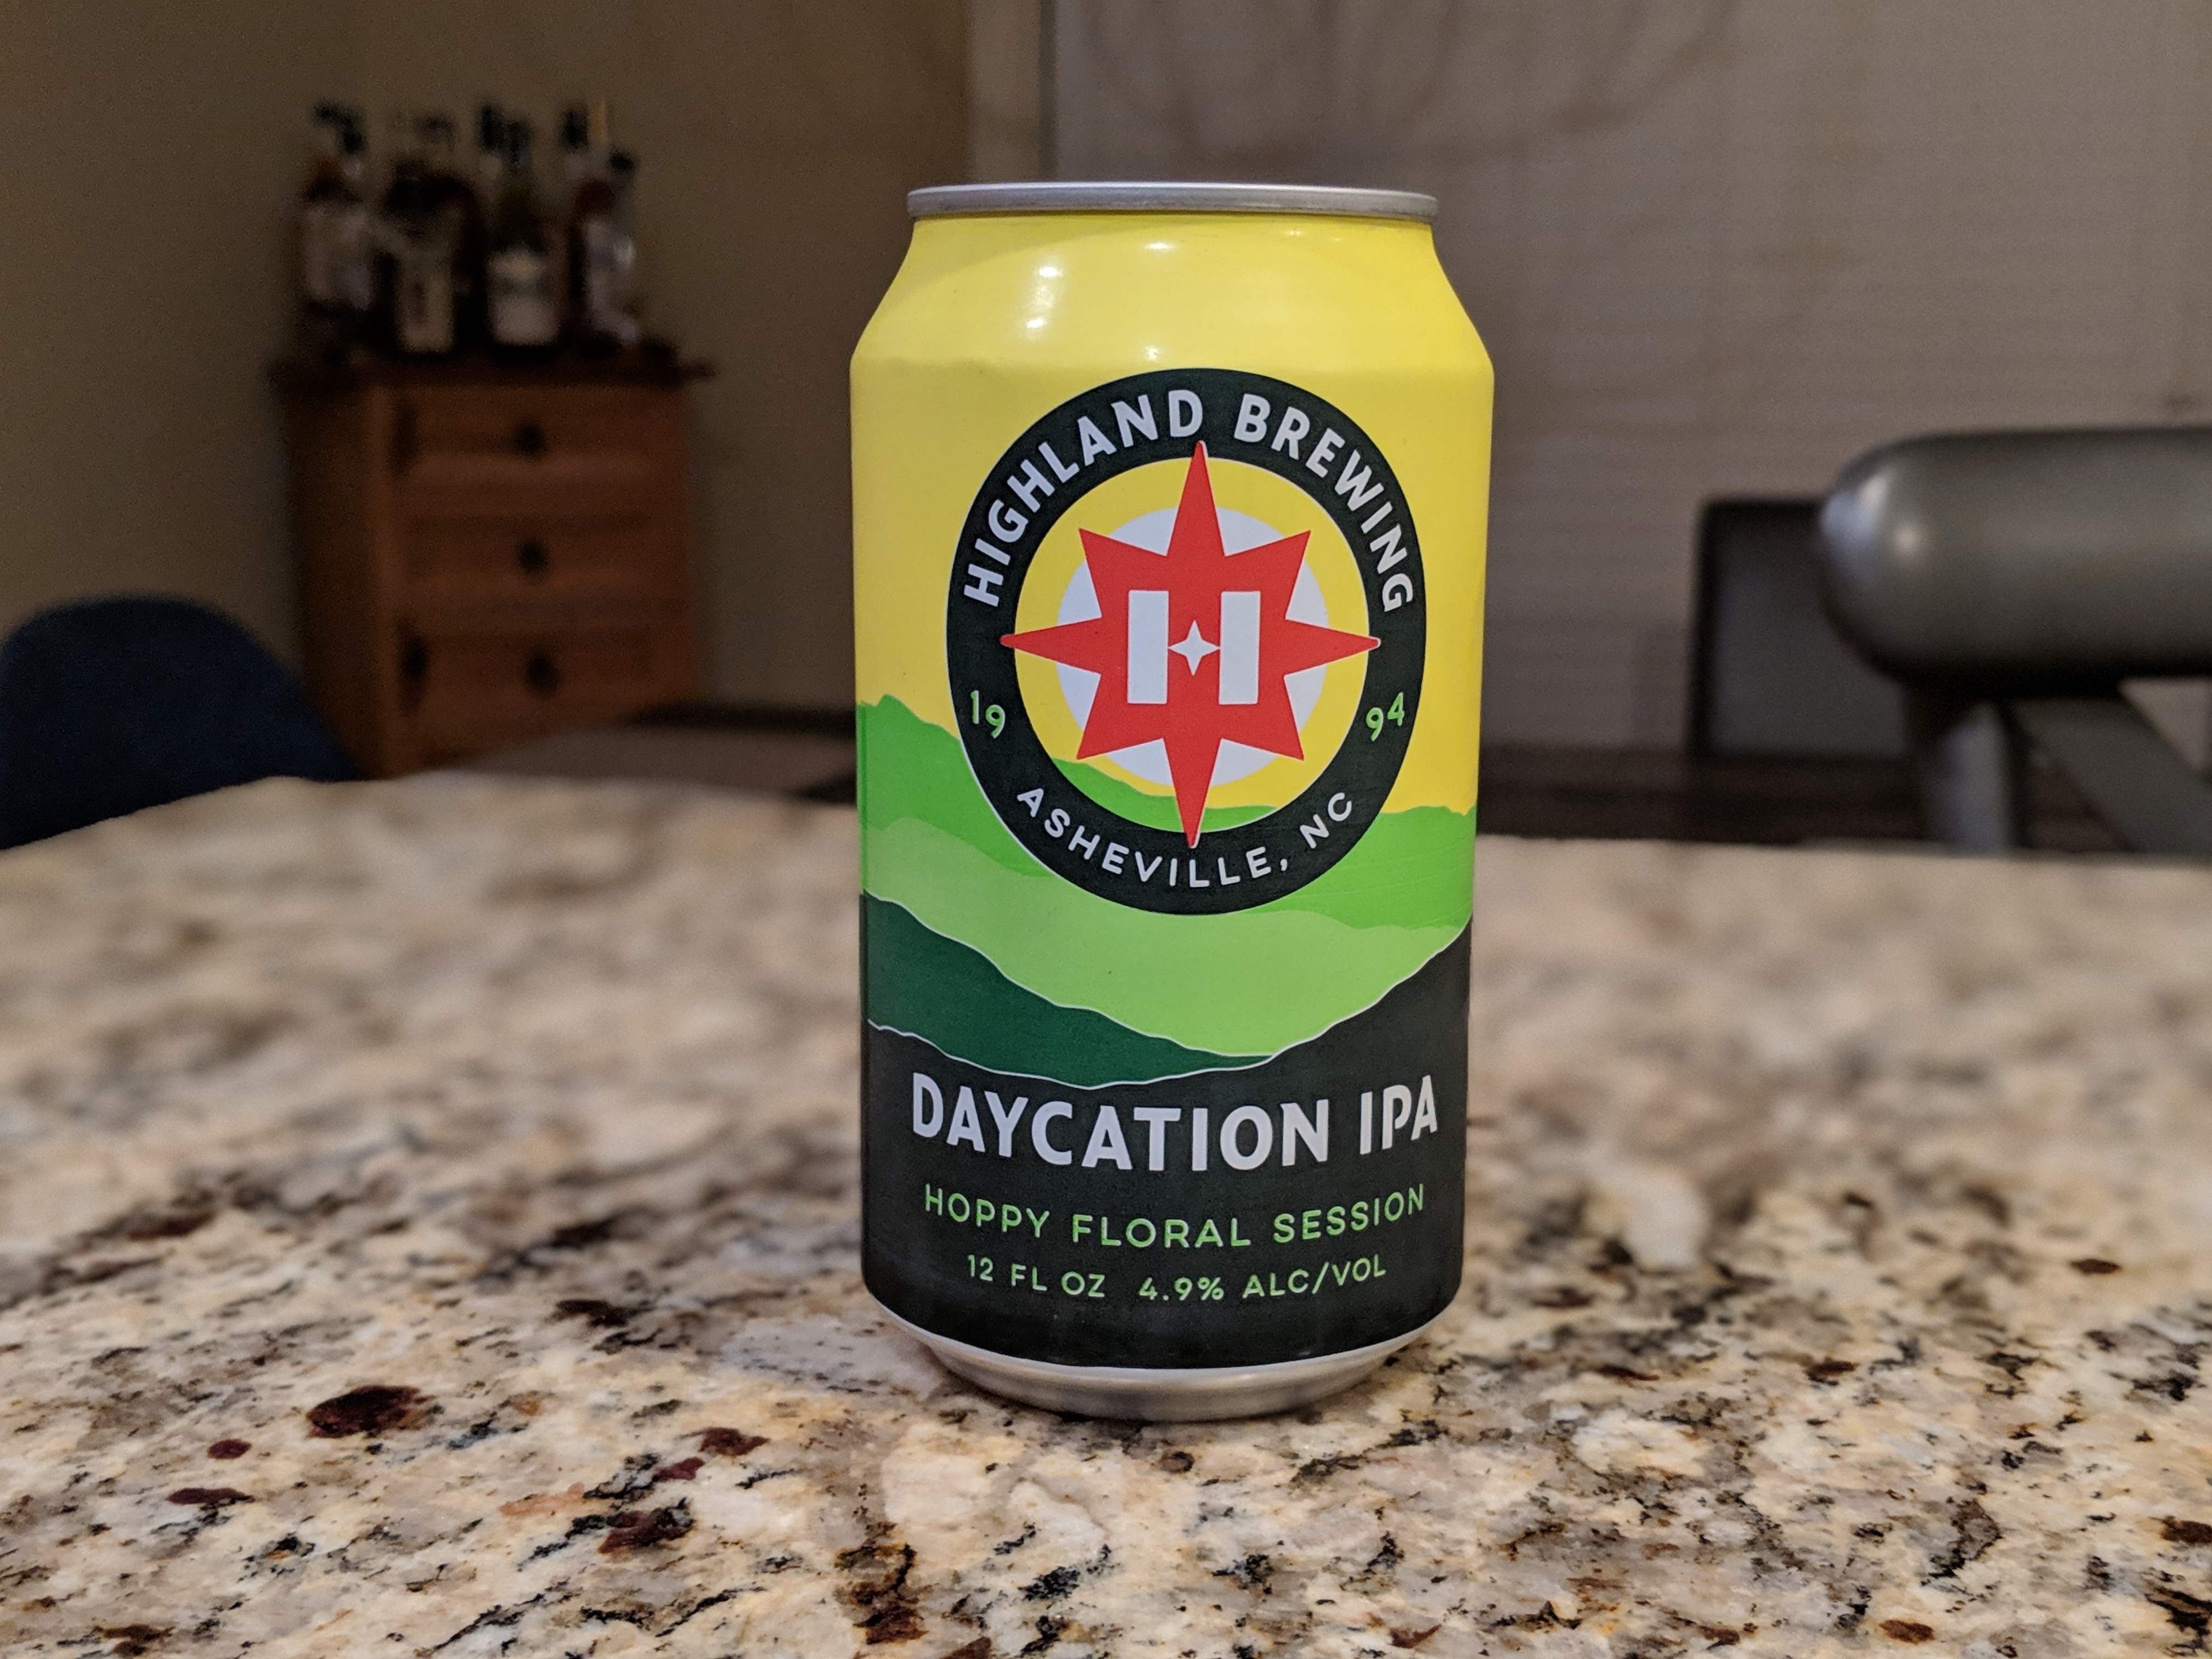 HIGHLAND BREWING
H
19 94
ASHEVILLE, NC
DAYCATION IPA
HOPPY FLORAL SESSION
12 FL OZ 4.9% ALC/VOL